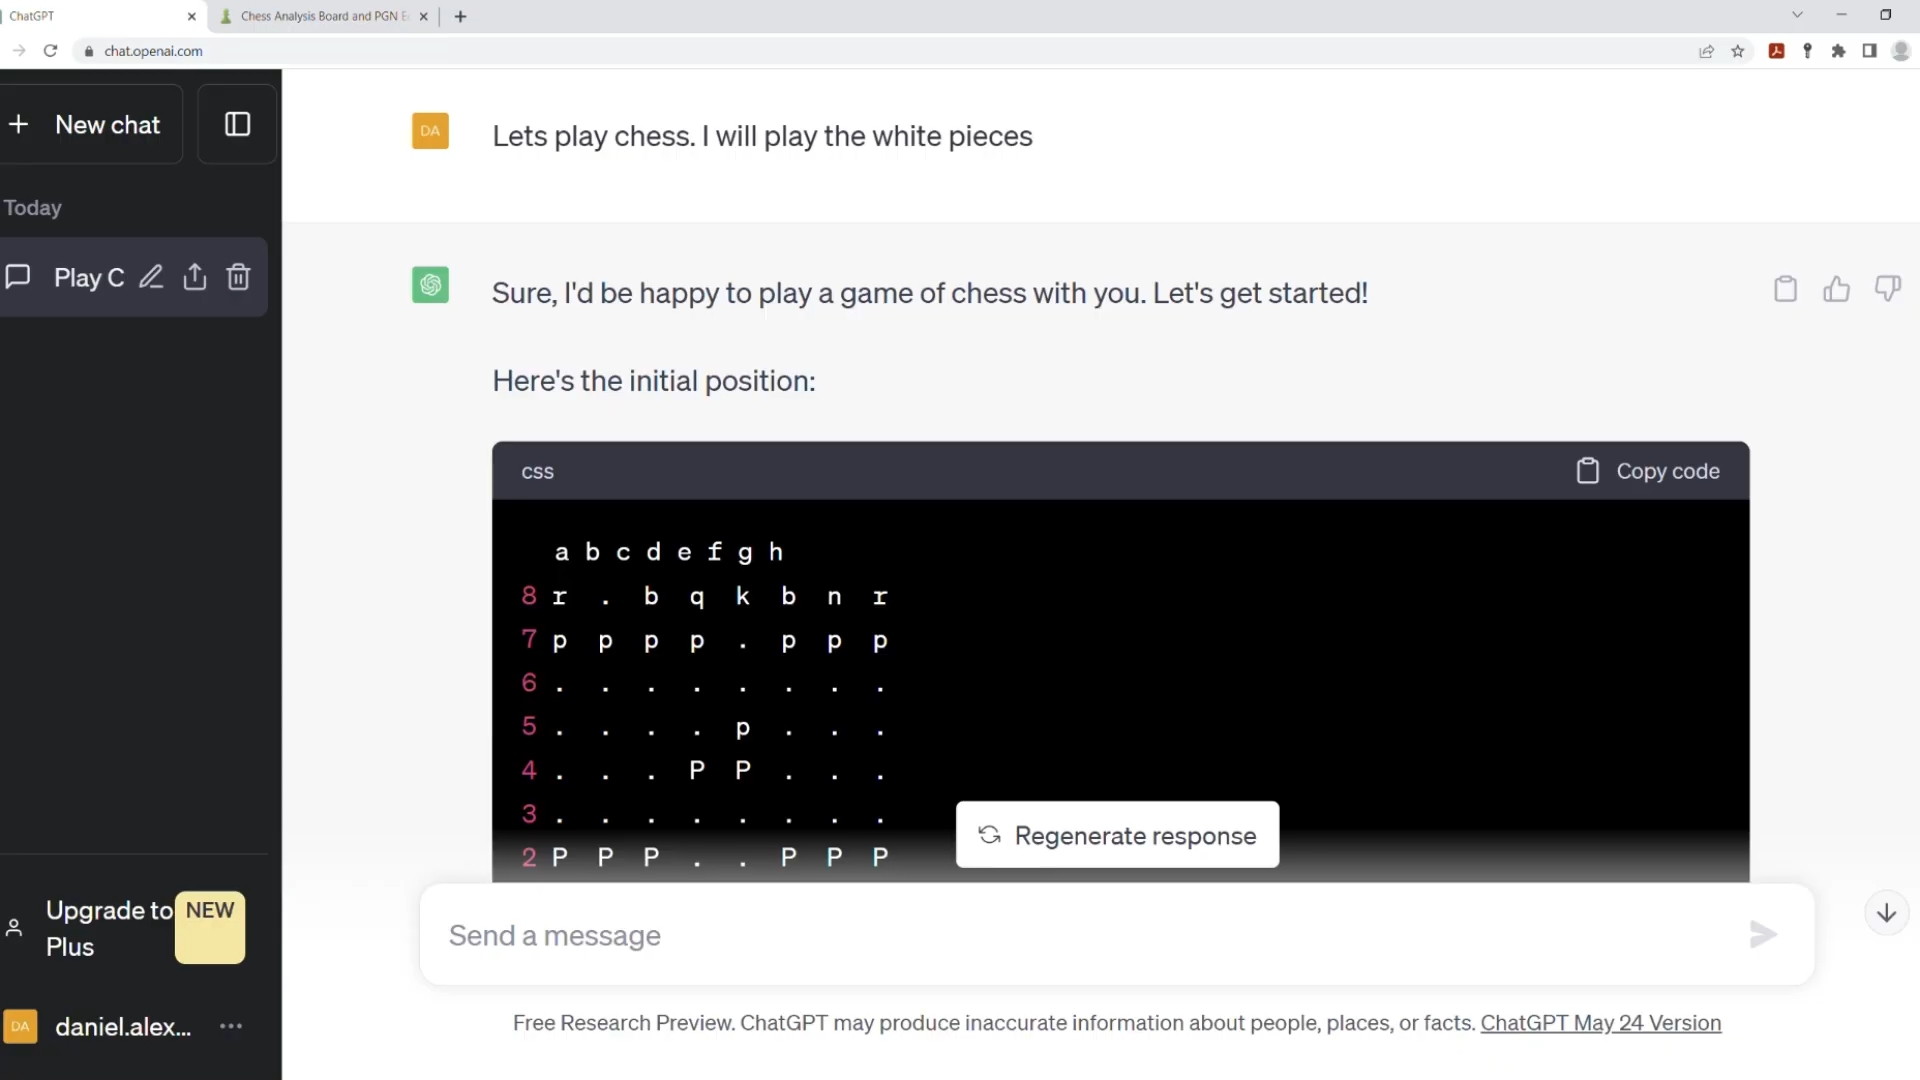 ChatGPT
Chess Analysis Board and PGN E
chat.openai.com
New chat
Today
Play C
DA
Lets play chess. I will play the white pieces
Sure, I'd be happy to play a game of chess with you. Let's get started!
Here's the initial position:
css
Copy code
a b c d e f g h
8 r . b q k b n r
7 p p p p . p p p
6 . . . . . . . .
5 . . . . p . . .
4 . . . P P . . .
3 . . . . . . . .
2 P P P . . P P P
Regenerate response
Upgrade to Plus
NEW
Send a message
DA
daniel.alex...
Free Research Preview. ChatGPT may produce inaccurate information about people, places, or facts. ChatGPT May 24 Version